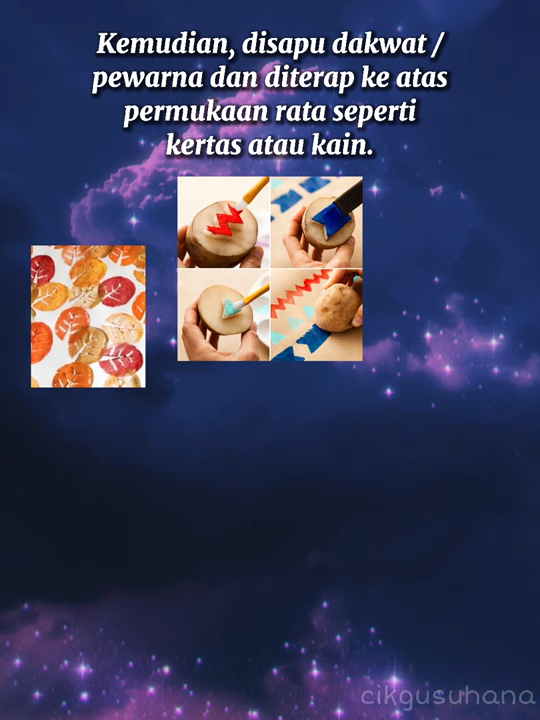 Kemudian, disapu dakwat /
pewarna dan diterap ke atas
permukaan rata seperti
kertas atau kain.
cikgusuhana